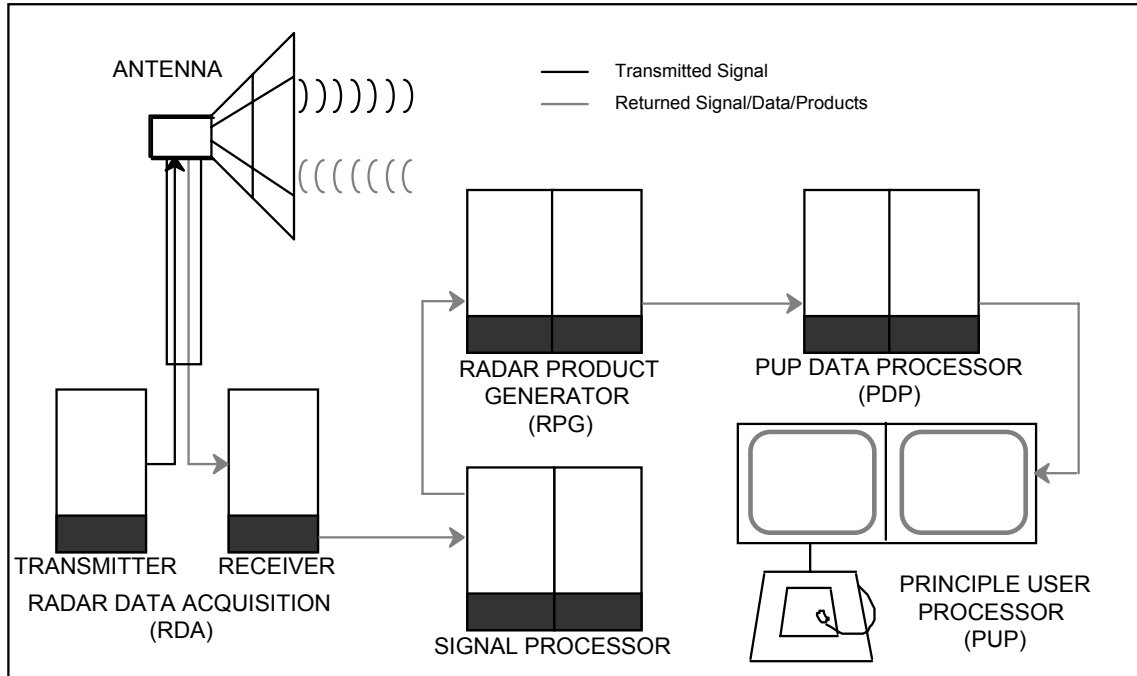 ANTENNA
Transmitted Signal
Returned Signal/Data/Products
RADAR PRODUCT
GENERATOR
(RPG)
PUP DATA PROCESSOR
(PDP)
TRANSMITTER
RECEIVER
RADAR DATA ACQUISITION
(RDA)
SIGNAL PROCESSOR
PRINCIPLE USER
PROCESSOR
(PUP)